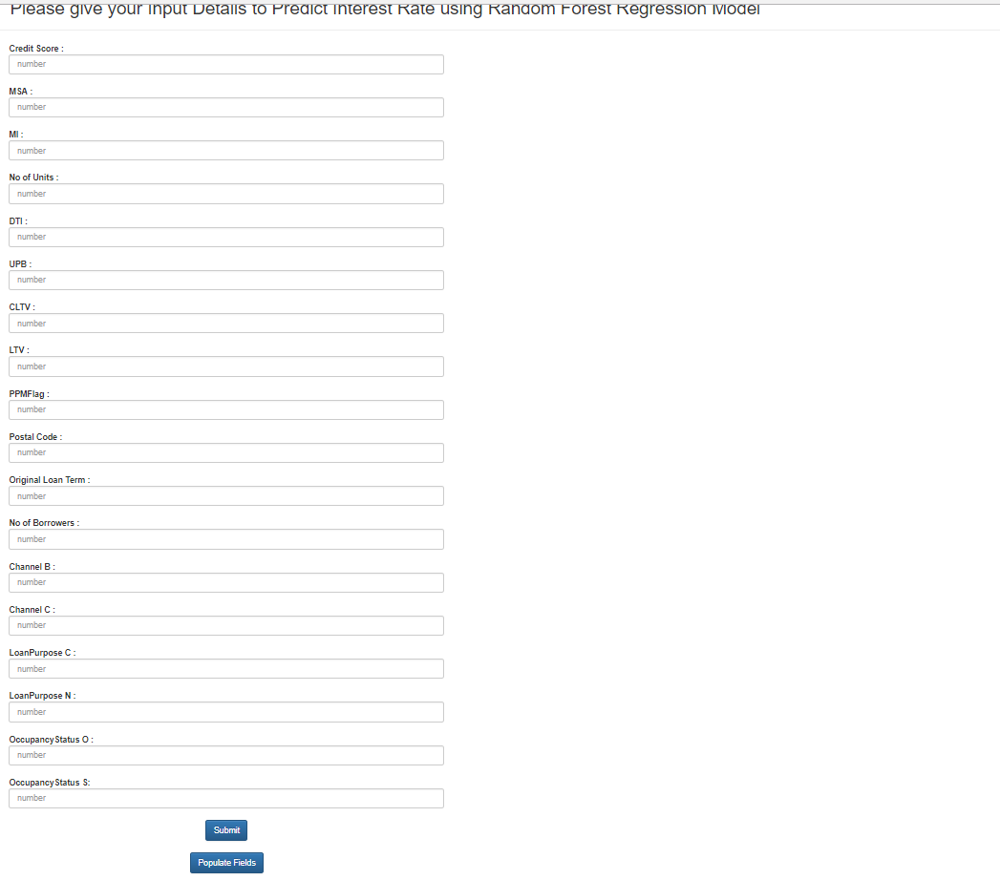 Please give your Input Details to Predict Interest Rate using Random Forest Regression Model
Credit Score :
number
MSA :
number
MI :
number
No of Units :
number
DTI :
number
UPB :
number
CLTV :
number
LTV :
number
PPMFlag :
number
Postal Code :
number
Original Loan Term :
number
No of Borrowers :
number
Channel B :
number
Channel C :
number
LoanPurpose C :
number
LoanPurpose N :
number
OccupancyStatus O :
number
OccupancyStatus S:
number
Submit
Populate Fields